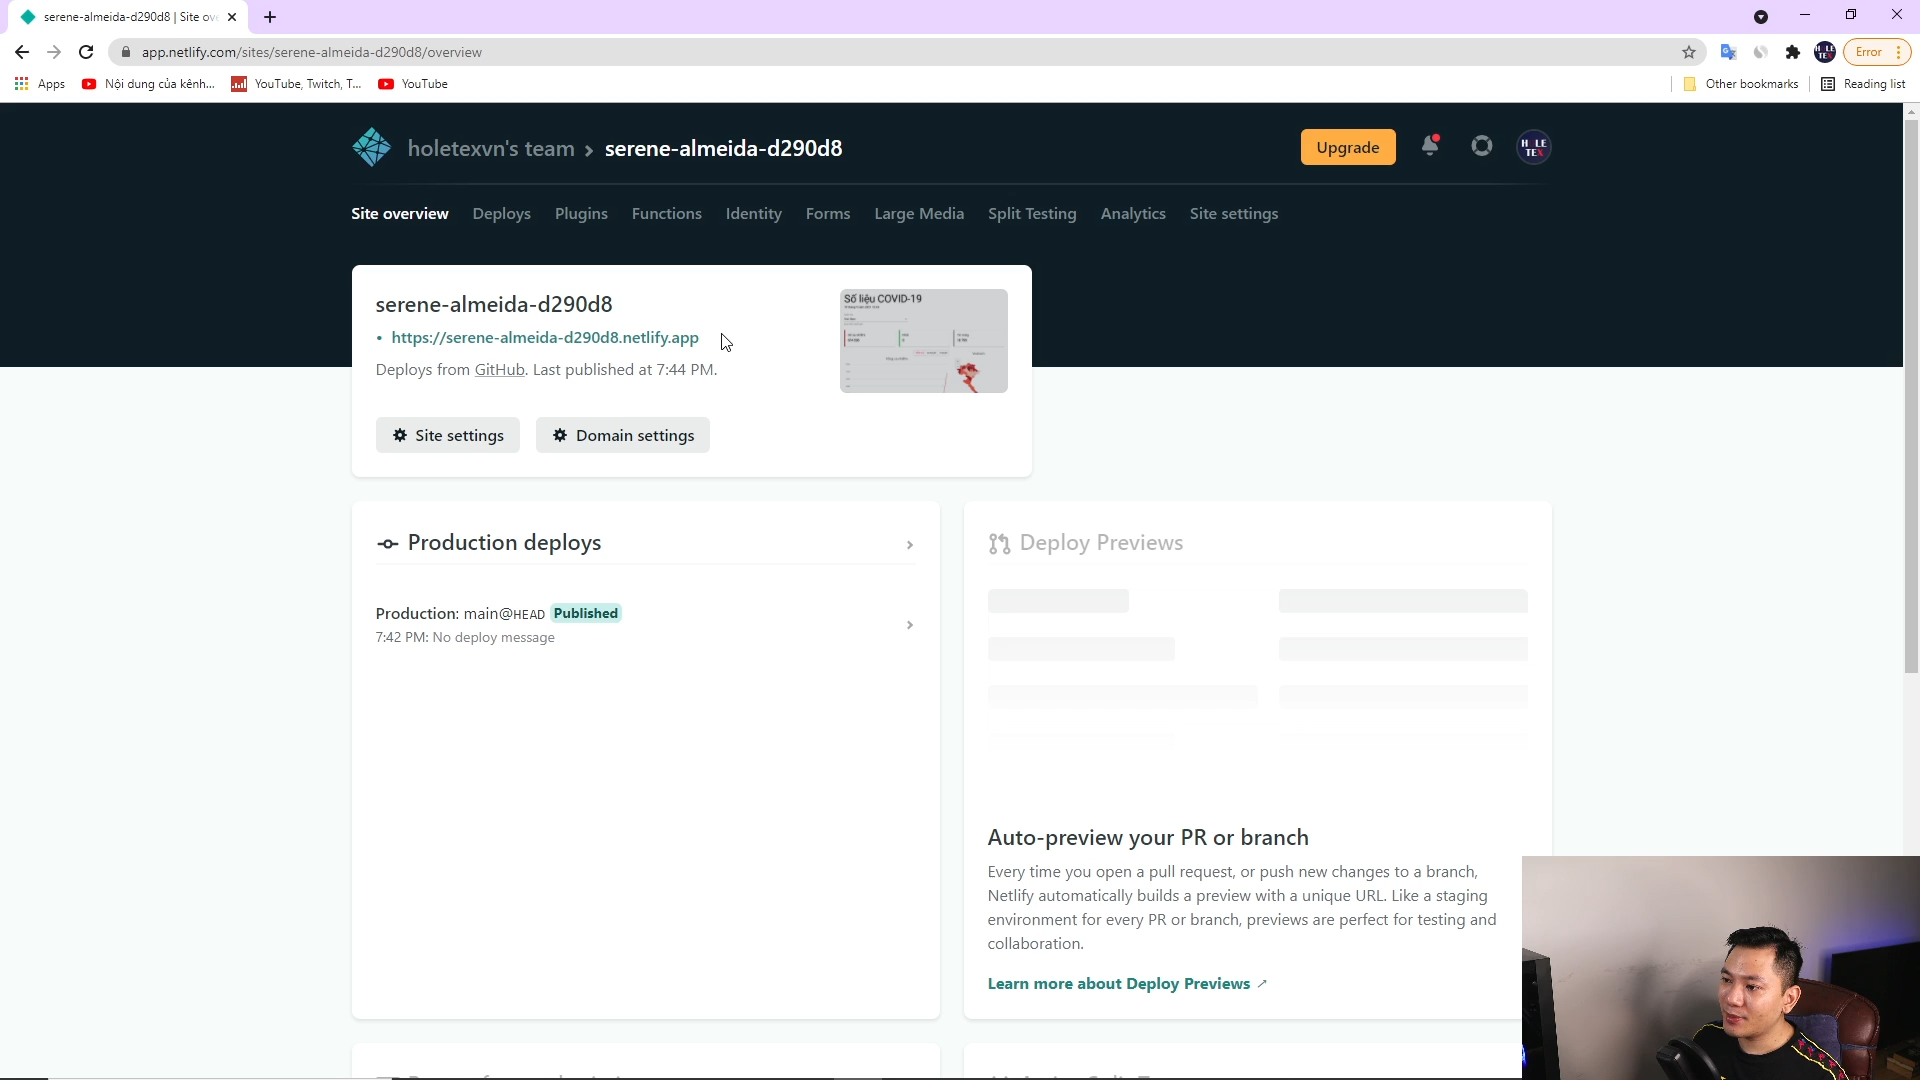 serene-almeida-d290d8 | Site ove
app.netlify.com/sites/serene-almeida-d290d8/overview
Error
Apps
Nội dung của kênh...
YouTube, Twitch, T...
YouTube
Other bookmarks
Reading list
holetexvn's team > serene-almeida-d290d8
Upgrade
H LE
TEX
Site overview
Deploys
Plugins
Functions
Identity
Forms
Large Media
Split Testing
Analytics
Site settings
serene-almeida-d290d8
• https://serene-almeida-d290d8.netlify.app
Deploys from GitHub. Last published at 7:44 PM.
Số liệu COVID-19
Site settings
Domain settings
Production deploys
Production: main@HEAD Published
7:42 PM: No deploy message
Deploy Previews
Auto-preview your PR or branch
Every time you open a pull request, or push new changes to a branch,
Netlify automatically builds a preview with a unique URL. Like a staging
environment for every PR or branch, previews are perfect for testing and
collaboration.
Learn more about Deploy Previews ↗